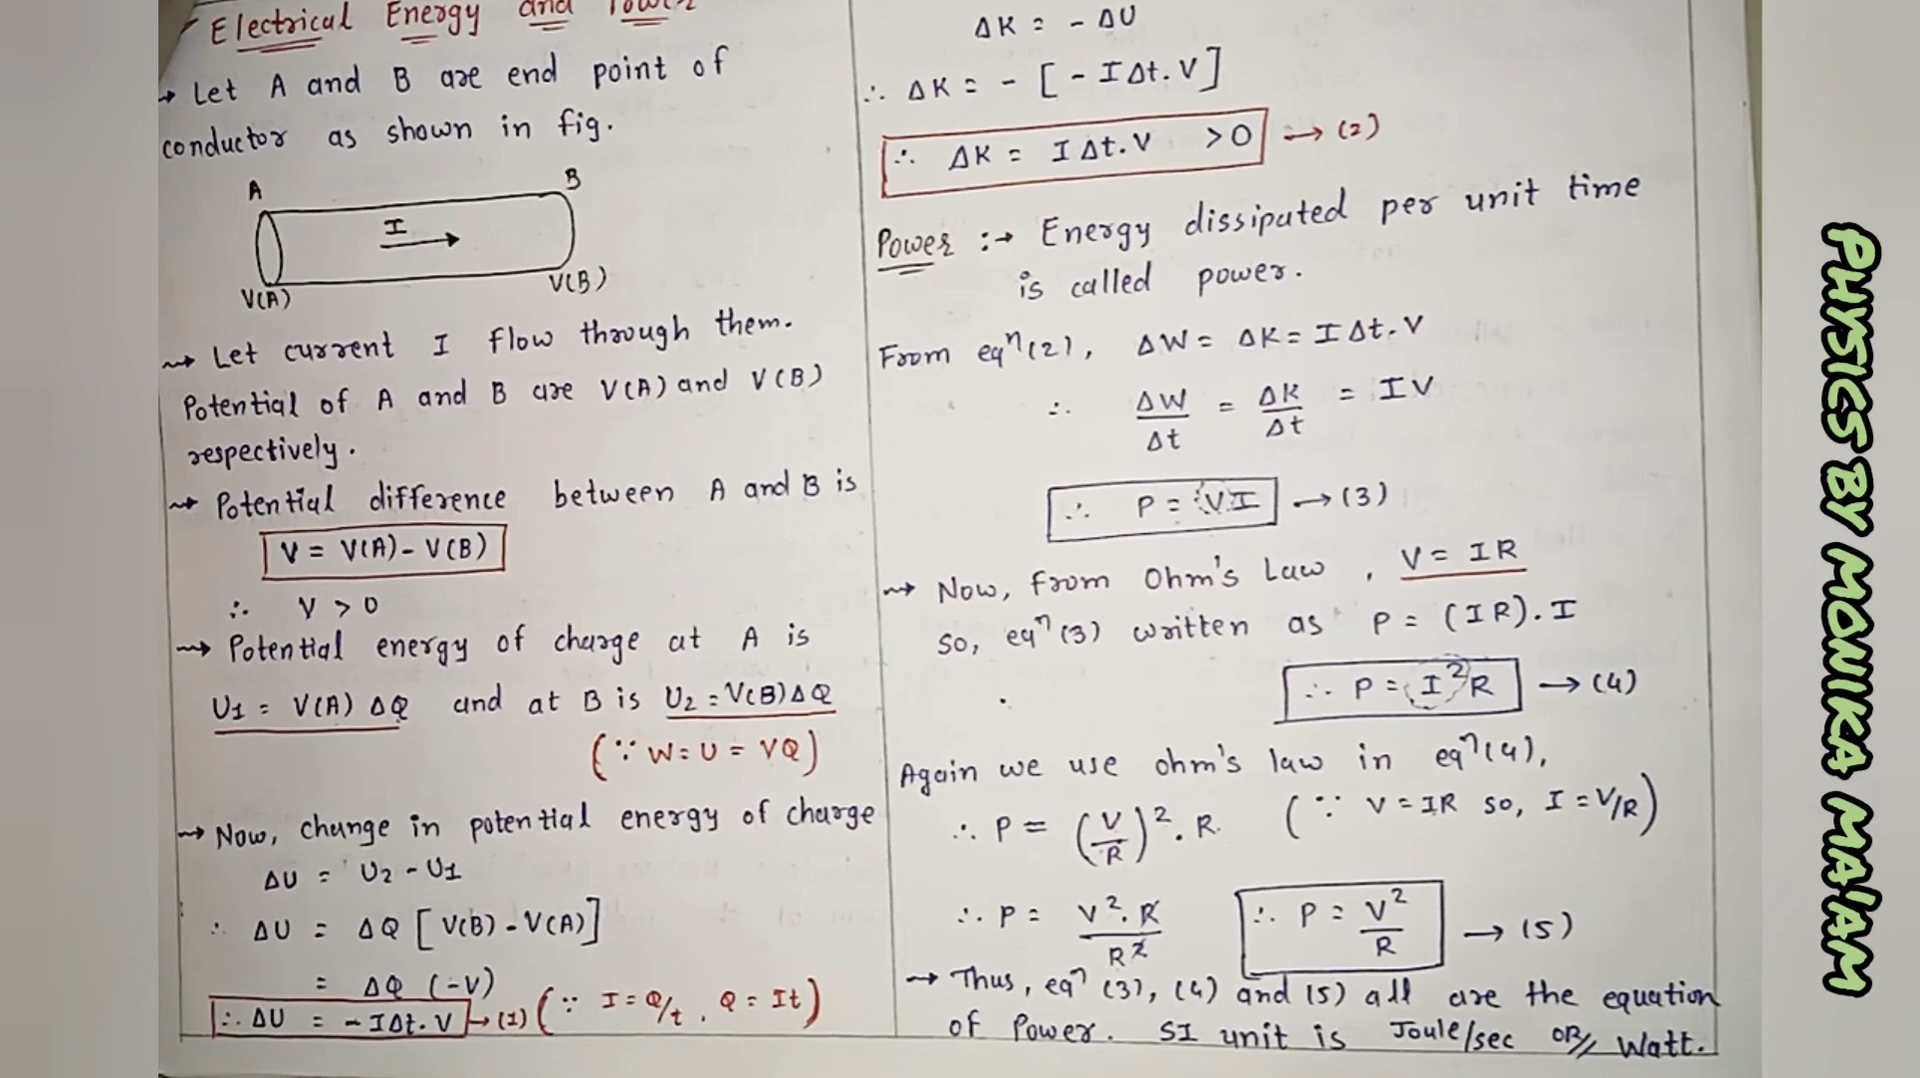 Electrical Energy and Power
→ Let A and B are end point of
conductor as shown in fig.
A B
I
V(A) V(B)
⇝ Let current I flow through them.
Potential of A and B are V(A) and V(B)
respectively.
⇝ Potential difference between A and B is
V = V(A) - V(B)
∴ V > 0
⇝ Potential energy of charge at A is
U1 = V(A) ΔQ and at B is U2 = V(B) ΔQ
(∵ W = U = VQ)
⇝ Now, change in potential energy of charge
ΔU = U2 - U1
∴ ΔU = ΔQ [V(B) - V(A)]
= ΔQ (-V)
∴ ΔU = - IΔt. V → (1) (∵ I = Q/t, Q = It)
ΔK = - ΔU
∴ ΔK = - [- IΔt. V]
∴ ΔK = IΔt. V > 0 → (2)
Power :→ Energy dissipated per unit time
is called power.
From eqⁿ (2), ΔW = ΔK = IΔt. V
∴ ΔW/Δt = ΔK/Δt = IV
∴ P = VI → (3)
⇝ Now, from Ohm's Law, V = IR
so, eqⁿ (3) written as P = (IR). I
∴ P = I²R → (4)
Again we use ohm's law in eqⁿ (4),
∴ P = (V/R)². R (∵ V = IR so, I = V/R)
∴ P = V². R/R² ∴ P = V²/R → (5)
⇝ Thus, eqⁿ (3), (4) and (5) all are the equation
of Power. SI unit is Joule/sec OR// Watt.
PHYSICS BY MONIKA MA'AM